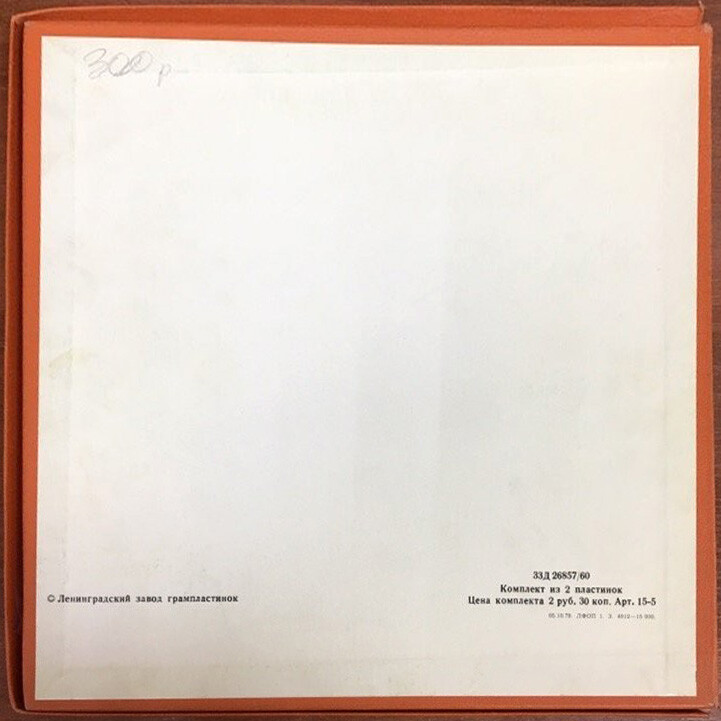 300 р
33Д 26857/60
Комплект из 2 пластинок
© Ленинградский завод грампластинок
Цена комплекта 2 руб. 30 коп. Арт. 15-5
ЛФОП